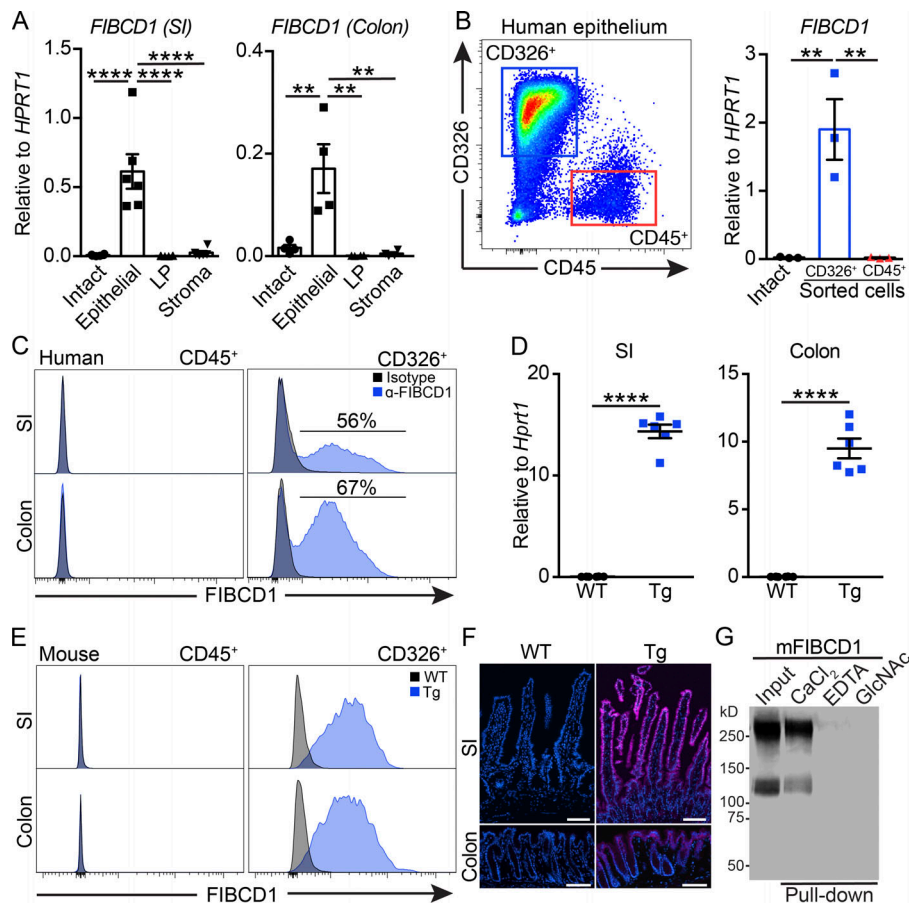 A
FIBCD1 (SI)
FIBCD1 (Colon)
Relative to HPRT1
1.5
1.0
0.5
0.0
****
****
****
Intact
Epithelial
LP
Stroma
0.4
0.2
0.0
**
**
**
Intact
Epithelial
LP
Stroma
B
Human epithelium
CD326+
CD45+
CD326
CD45
FIBCD1
Relative to HPRT1
3
2
1
0
** **
Intact
CD326+ CD45+
Sorted cells
C
Human CD45+ CD326+
Isotype
α-FIBCD1
SI
56%
Colon
67%
FIBCD1
D
SI
Colon
Relative to Hprt1
20
10
0
****
WT Tg
15
10
5
0
****
WT Tg
E
Mouse CD45+ CD326+
WT
Tg
SI
Colon
FIBCD1
F
WT Tg
SI
Colon
G
mFIBCD1
Input
CaCl₂
EDTA
GlcNAc
kD
250
150
100
75
50
Pull-down